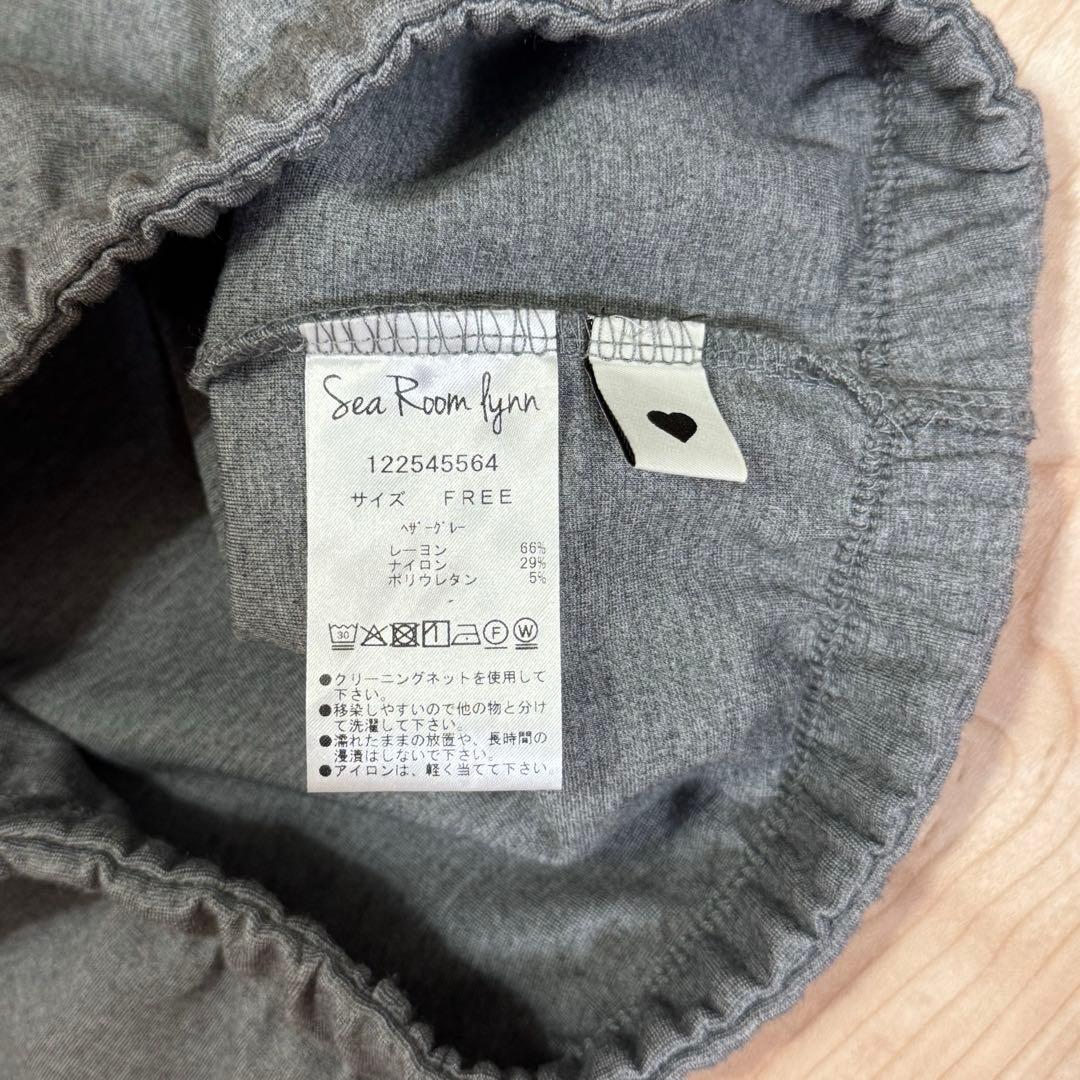 Sea Room lynn
122545564
サイズ FREE
ﾍｻﾞｰｸﾞﾚｰ
レーヨン 66%
ナイロン 29%
ポリウレタン 5%
30 F W
●クリーニングネットを使用して
下さい。
●移染しやすいので他の物と分け
て洗濯して下さい。
●濡れたままの放置や、長時間の
浸漬はしないで下さい。
●アイロンは、軽く当てて下さい